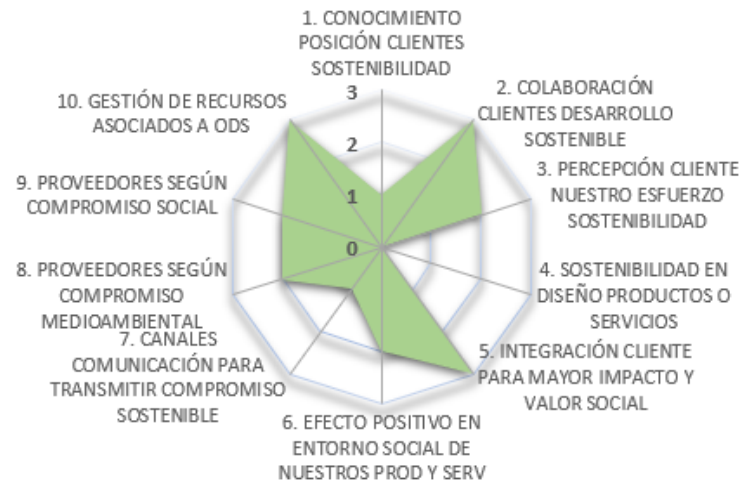 1. CONOCIMIENTO
POSICIÓN CLIENTES
SOSTENIBILIDAD
2. COLABORACIÓN
CLIENTES DESARROLLO
SOSTENIBLE
3. PERCEPCIÓN CLIENTE
NUESTRO ESFUERZO
SOSTENIBILIDAD
4. SOSTENIBILIDAD EN
DISEÑO PRODUCTOS O
SERVICIOS
5. INTEGRACIÓN CLIENTE
PARA MAYOR IMPACTO Y
VALOR SOCIAL
6. EFECTO POSITIVO EN
ENTORNO SOCIAL DE
NUESTROS PROD Y SERV
7. CANALES
COMUNICACIÓN PARA
TRANSMITIR COMPROMISO
SOSTENIBLE
8. PROVEEDORES SEGÚN
COMPROMISO
MEDIOAMBIENTAL
9. PROVEEDORES SEGÚN
COMPROMISO SOCIAL
10. GESTIÓN DE RECURSOS
ASOCIADOS A ODS
3
2
1
0